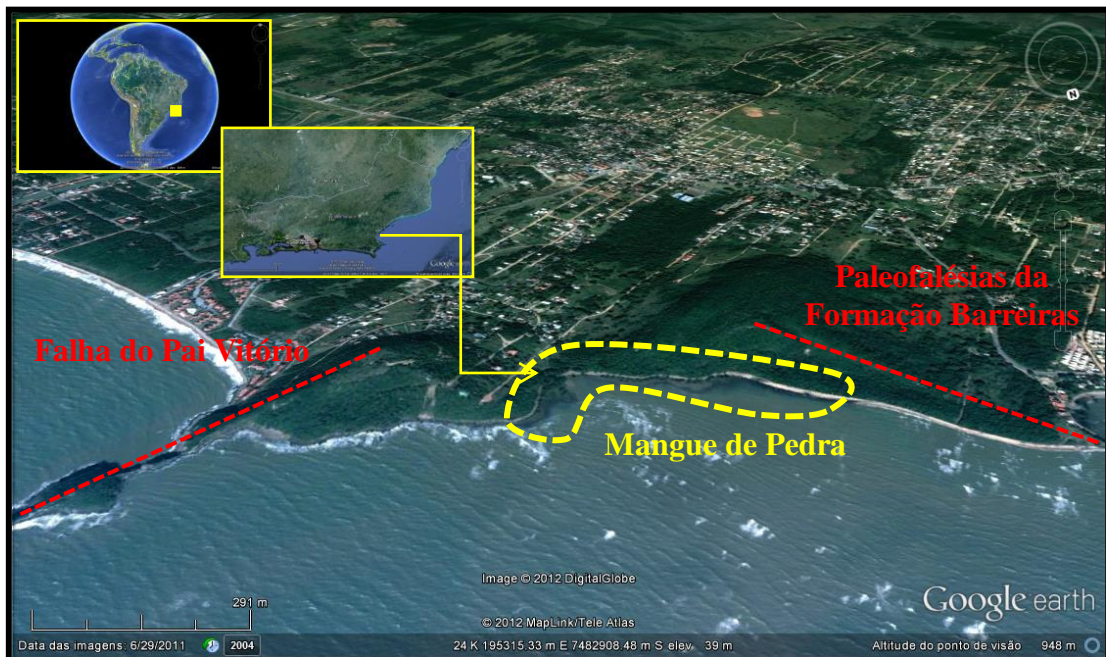 N
Google earth
Paleofalésias da
Formação Barreiras
Falha do Pai Vitório
Mangue de Pedra
Image © 2012 DigitalGlobe
Google earth
291 m
© 2012 MapLink/Tele Atlas
Data das imagens: 6/29/2011
2004
24 K 195315.33 m E 7482908.48 m S elev 39 m
Altitude do ponto de visão 948 m